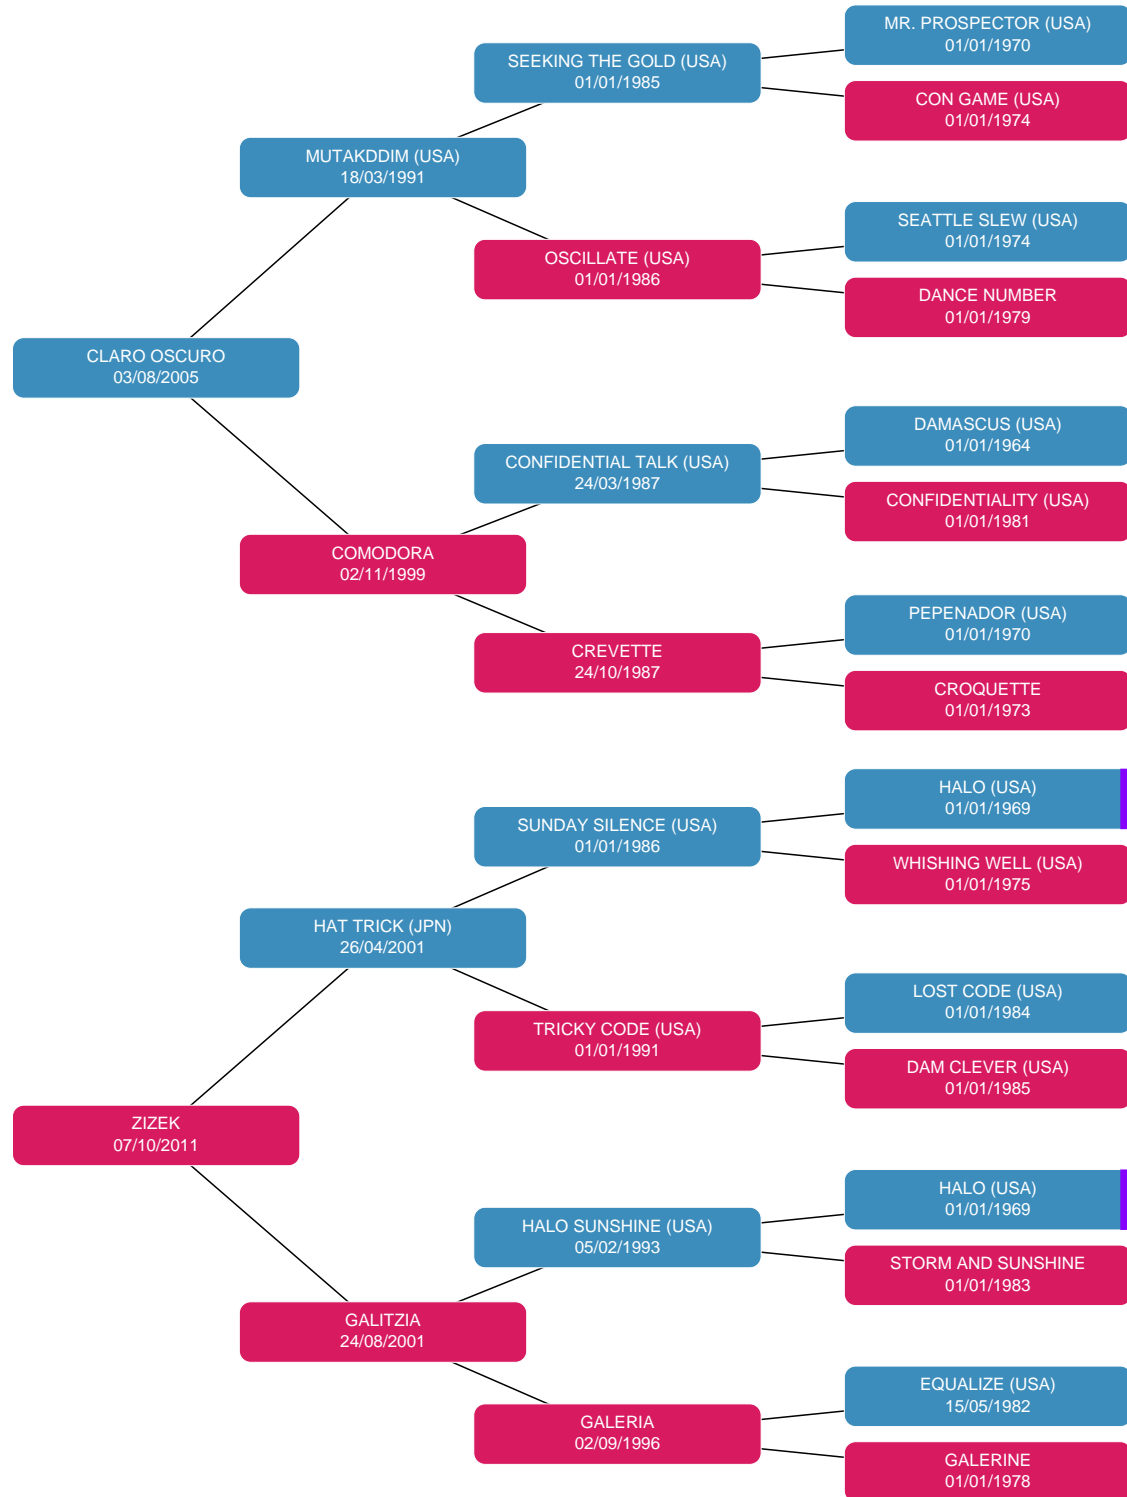 MR. PROSPECTOR (USA)
01/01/1970
SEEKING THE GOLD (USA)
01/01/1985
CON GAME (USA)
01/01/1974
MUTAKDDIM (USA)
18/03/1991
SEATTLE SLEW (USA)
01/01/1974
OSCILLATE (USA)
01/01/1986
DANCE NUMBER
01/01/1979
CLARO OSCURO
03/08/2005
DAMASCUS (USA)
01/01/1964
CONFIDENTIAL TALK (USA)
24/03/1987
CONFIDENTIALITY (USA)
01/01/1981
COMODORA
02/11/1999
PEPENADOR (USA)
01/01/1970
CREVETTE
24/10/1987
CROQUETTE
01/01/1973
HALO (USA)
01/01/1969
SUNDAY SILENCE (USA)
01/01/1986
WHISHING WELL (USA)
01/01/1975
HAT TRICK (JPN)
26/04/2001
LOST CODE (USA)
01/01/1984
TRICKY CODE (USA)
01/01/1991
DAM CLEVER (USA)
01/01/1985
ZIZEK
07/10/2011
HALO (USA)
01/01/1969
HALO SUNSHINE (USA)
05/02/1993
STORM AND SUNSHINE
01/01/1983
GALITZIA
24/08/2001
EQUALIZE (USA)
15/05/1982
GALERIA
02/09/1996
GALERINE
01/01/1978